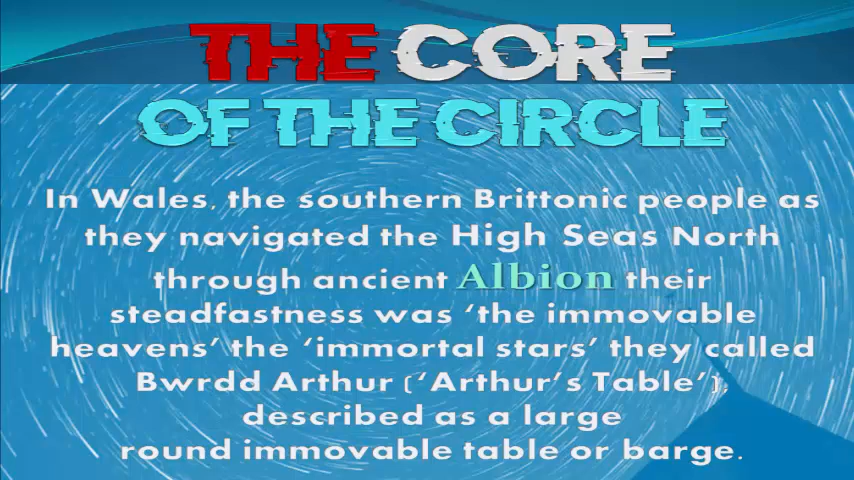 THE CORE
OF THE CIRCLE
In Wales, the southern Brittonic people as
they navigated the High Seas North
through ancient Albion their
steadfastness was ‘the immovable
heavens’ the ‘immortal stars’ they called
Bwrdd Arthur (‘Arthur’s Table’),
described as a large
round immovable table or barge.